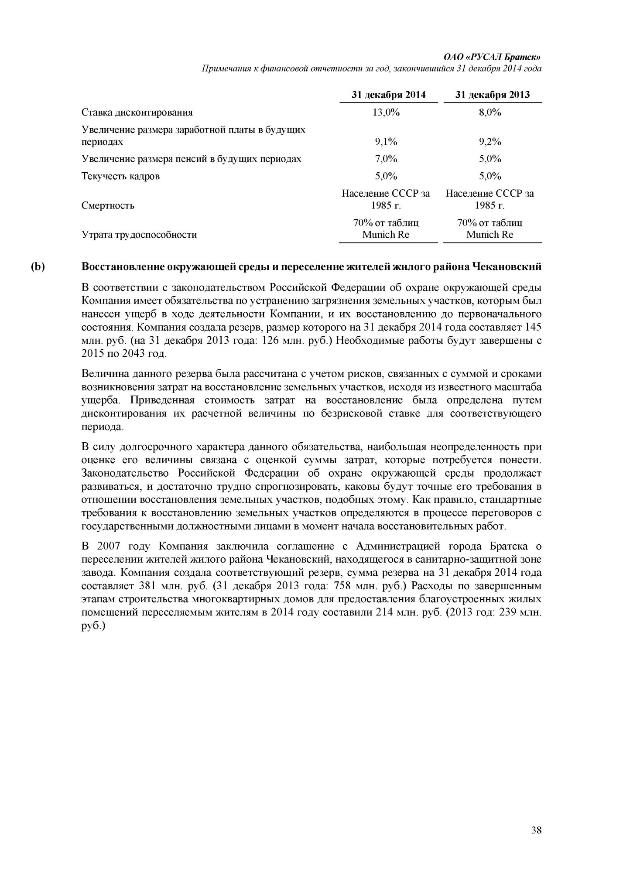 ОАО «РУСАЛ Братск»
Примечания к финансовой отчетности за год, закончившийся 31 декабря 2014 года
31 декабря 2014 31 декабря 2013
Ставка дисконтирования 13,0% 8,0%
Увеличение размера заработной платы в будущих
периодах 9,1% 9,2%
Увеличение размера пенсий в будущих периодах 7,0% 5,0%
Текучесть кадров 5,0% 5,0%
Население СССР за Население СССР за
Смертность 1985 г. 1985 г.
70% от таблиц 70% от таблиц
Утрата трудоспособности Munich Re Munich Re
(b) Восстановление окружающей среды и переселение жителей жилого района Чекановский
В соответствии с законодательством Российской Федерации об охране окружающей среды
Компания имеет обязательства по устранению загрязнения земельных участков, которым был
нанесен ущерб в ходе деятельности Компании, и их восстановлению до первоначального
состояния. Компания создала резерв, размер которого на 31 декабря 2014 года составляет 145
млн. руб. (на 31 декабря 2013 года: 126 млн. руб.) Необходимые работы будут завершены с
2015 по 2043 год.
Величина данного резерва была рассчитана с учетом рисков, связанных с суммой и сроками
возникновения затрат на восстановление земельных участков, исходя из известного масштаба
ущерба. Приведенная стоимость затрат на восстановление была определена путем
дисконтирования их расчетной величины по безрисковой ставке для соответствующего
периода.
В силу долгосрочного характера данного обязательства, наибольшая неопределенность при
оценке его величины связана с оценкой суммы затрат, которые потребуется понести.
Законодательство Российской Федерации об охране окружающей среды продолжает
развиваться, и достаточно трудно спрогнозировать, каковы будут точные его требования в
отношении восстановления земельных участков, подобных этому. Как правило, стандартные
требования к восстановлению земельных участков определяются в процессе переговоров с
государственными должностными лицами в момент начала восстановительных работ.
В 2007 году Компания заключила соглашение с Администрацией города Братска о
переселении жителей жилого района Чекановский, находящегося в санитарно-защитной зоне
завода. Компания создала соответствующий резерв, сумма резерва на 31 декабря 2014 года
составляет 381 млн. руб. (31 декабря 2013 года: 758 млн. руб.) Расходы по завершенным
этапам строительства многоквартирных домов для предоставления благоустроенных жилых
помещений переселяемым жителям в 2014 году составили 214 млн. руб. (2013 год: 239 млн.
руб.)
38